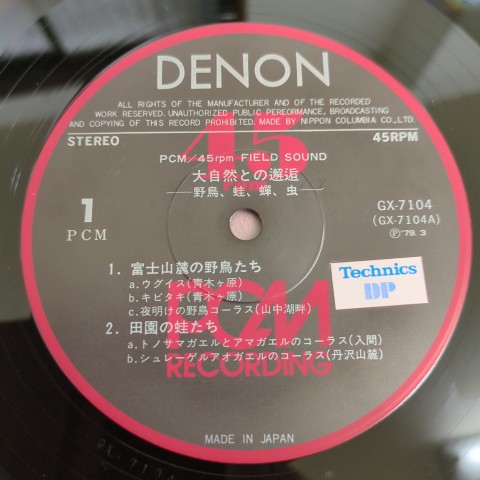 DENON
ALL RIGHTS OF THE MANUFACTURER AND OF THE RECORDED
WORK RESERVED. UNAUTHORIZED PUBLIC PERFORMANCE, BROADCASTING
AND COPYING OF THIS RECORD PROHIBITED. MADE BY NIPPON COLUMBIA CO., LTD.
STEREO
45RPM
45
PCM/45rpm FIELD SOUND
大自然との邂逅
―野鳥、蛙、蟬、虫―
1
PCM
GX-7104
(GX-7104A)
Ⓟ'79. 3
Technics
DP
1. 富士山麓の野鳥たち
a. ウグイス(青木ヶ原)
b. キビタキ(青木ヶ原)
c. 夜明けの野鳥コーラス(山中湖畔)
2. 田園の蛙たち
a. トノサマガエルとアマガエルのコーラス(入間)
b. シュレーゲルアオガエルのコーラス(丹沢山麓)
PCM
RECORDING
MADE IN JAPAN